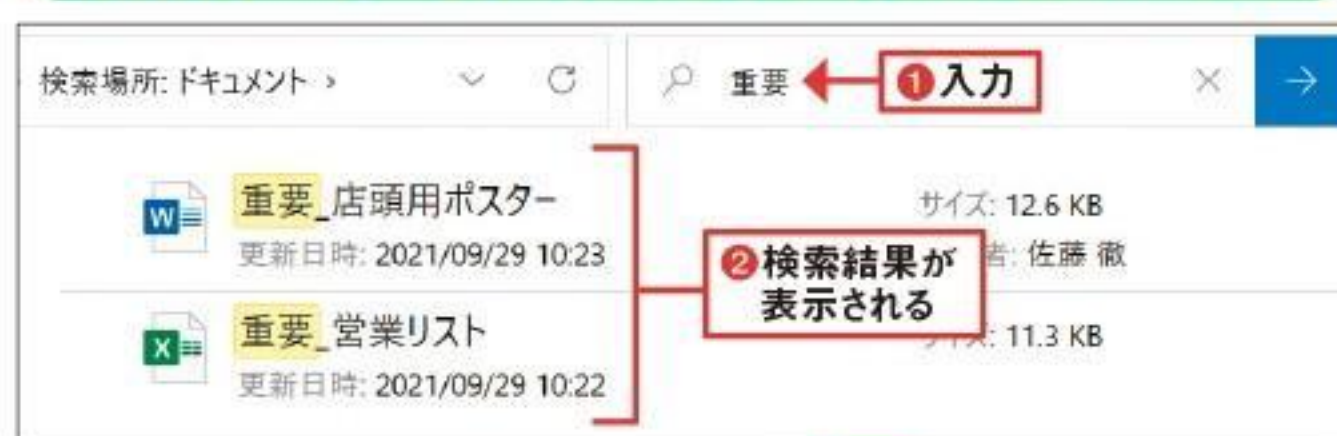 検索場所: ドキュメント ›
重要
❶入力
重要_店頭用ポスター
サイズ: 12.6 KB
更新日時: 2021/09/29 10:23
者: 佐藤 徹
❷検索結果が
表示される
重要_営業リスト
: 11.3 KB
更新日時: 2021/09/29 10:22